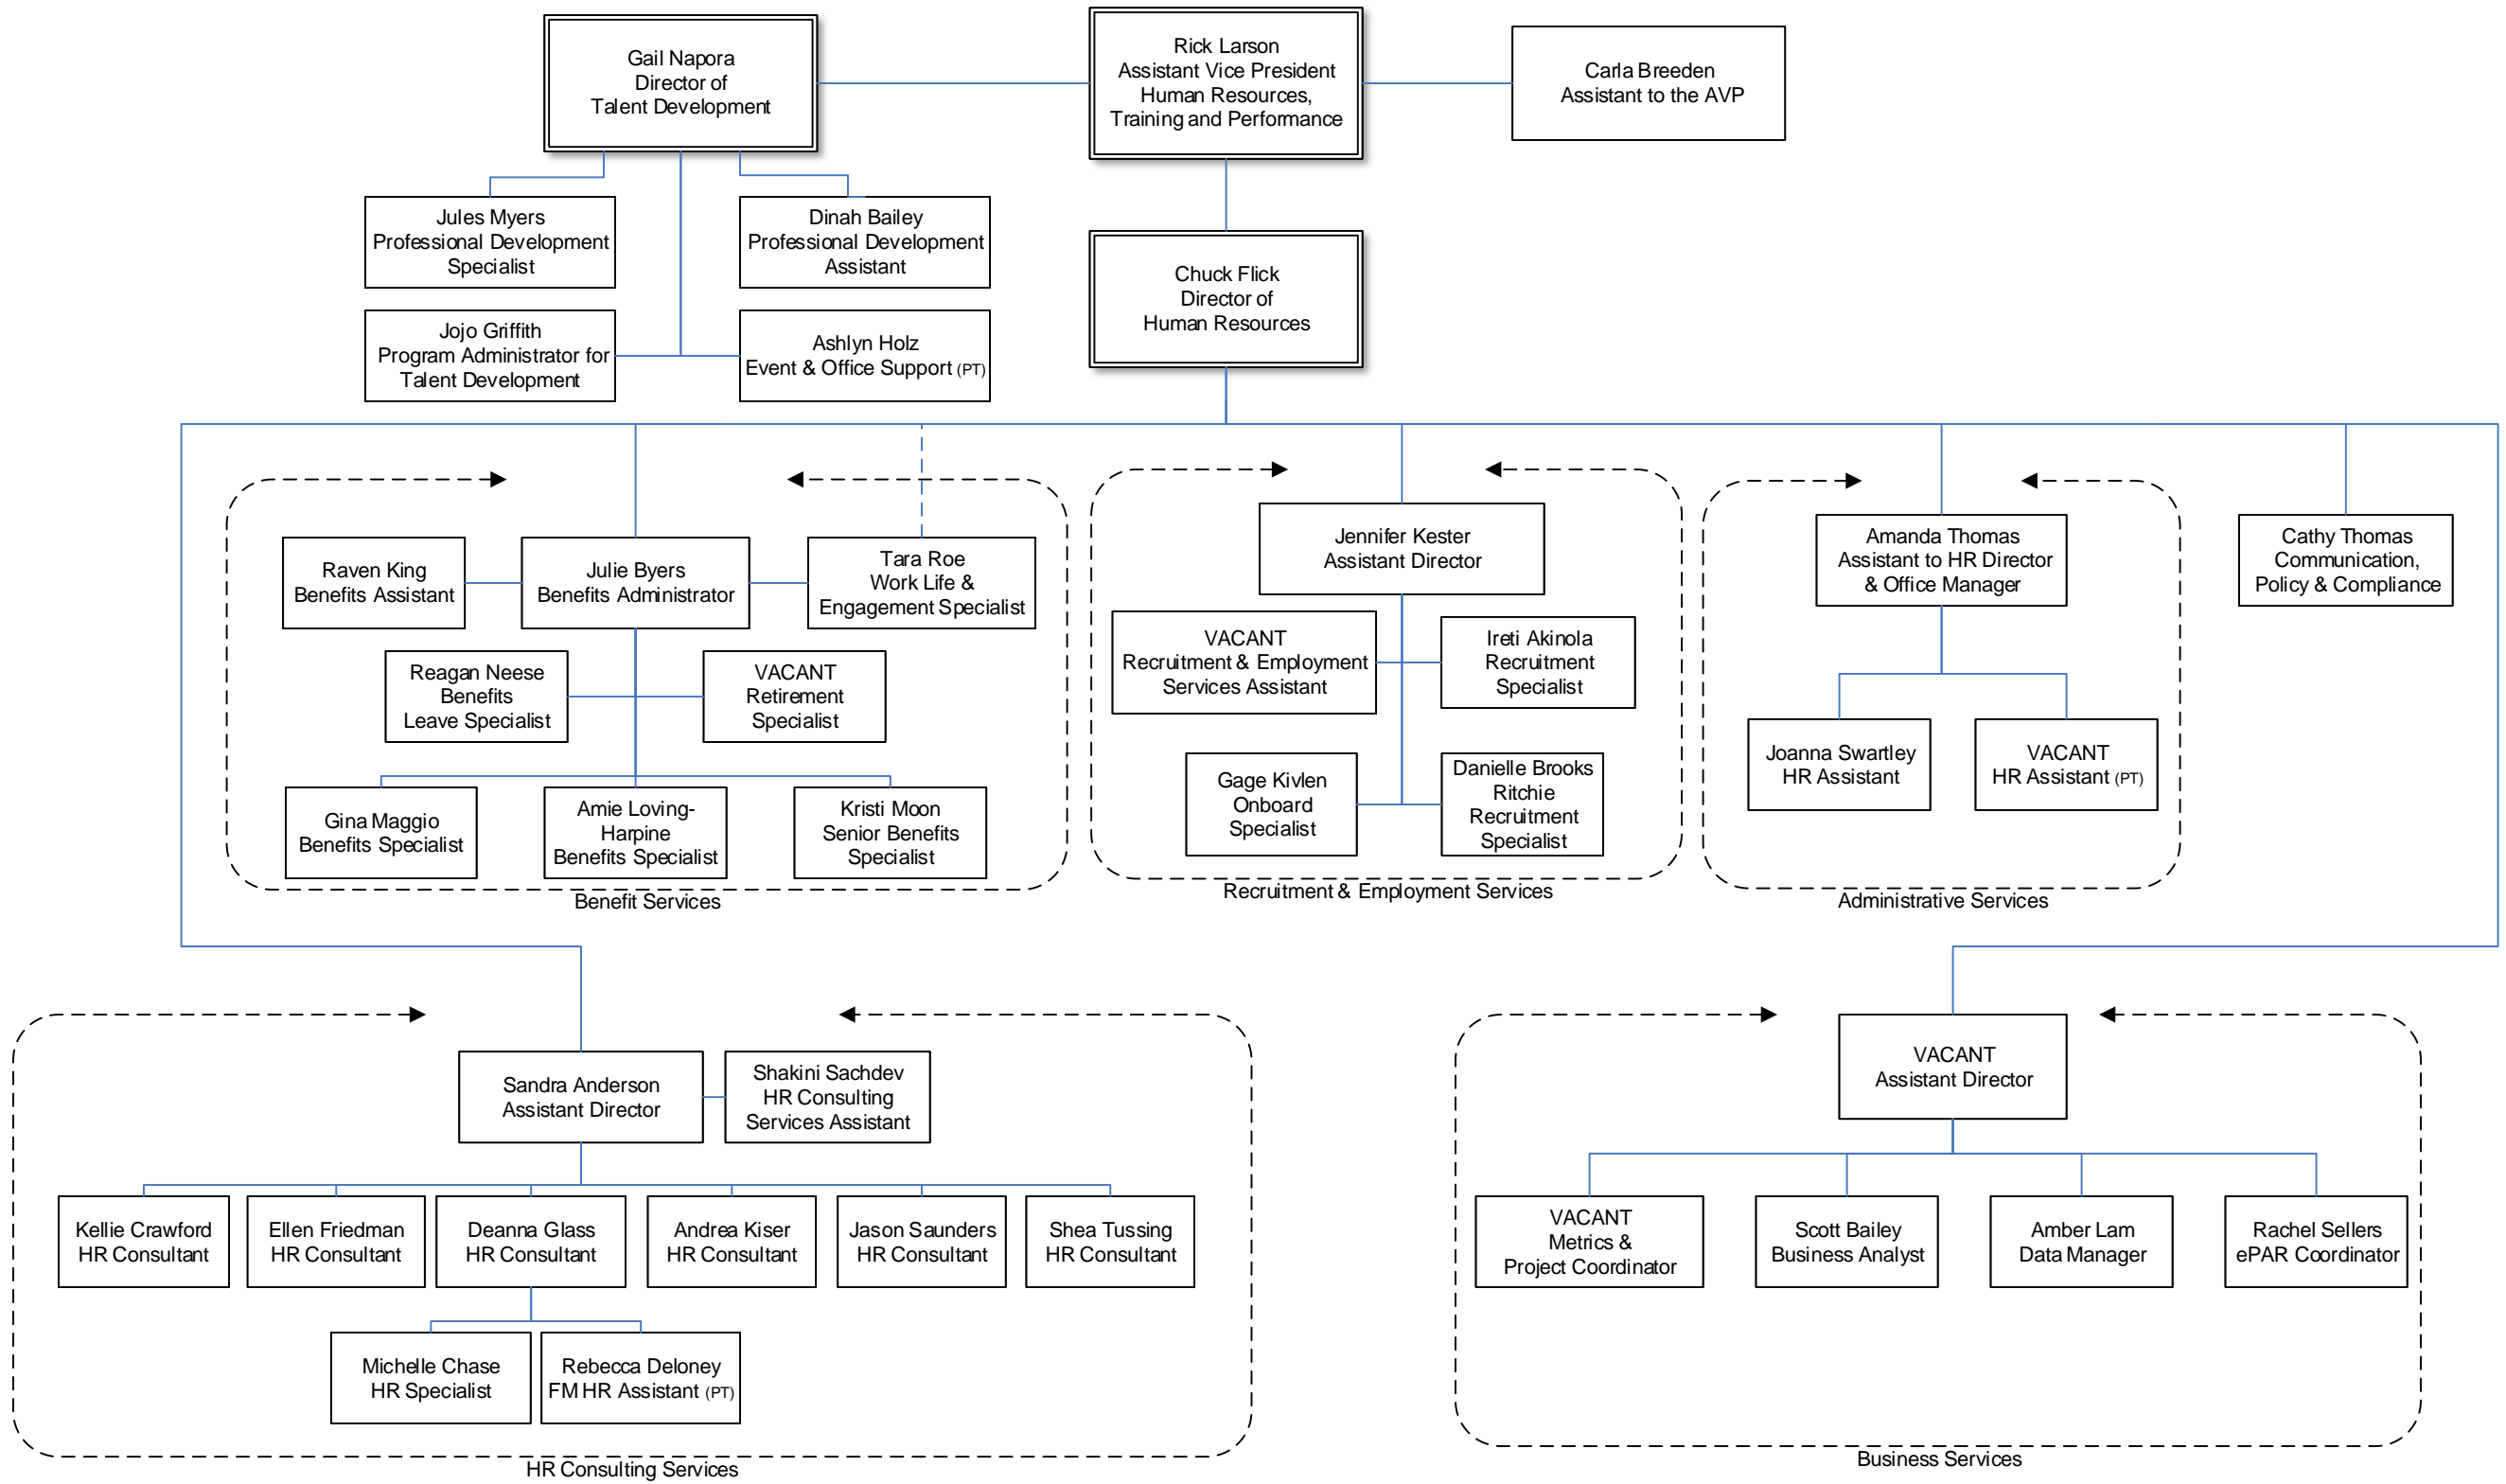 Gail Napora
Director of
Talent Development
Rick Larson
Assistant Vice President
Human Resources,
Training and Performance
Carla Breeden
Assistant to the AVP
Jules Myers
Professional Development
Specialist
Dinah Bailey
Professional Development
Assistant
Jojo Griffith
Program Administrator for
Talent Development
Ashlyn Holz
Event & Office Support (PT)
Chuck Flick
Director of
Human Resources
Raven King
Benefits Assistant
Julie Byers
Benefits Administrator
Tara Roe
Work Life &
Engagement Specialist
Reagan Neese
Benefits
Leave Specialist
VACANT
Retirement
Specialist
Gina Maggio
Benefits Specialist
Amie Loving-
Harpine
Benefits Specialist
Kristi Moon
Senior Benefits
Specialist
Benefit Services
Jennifer Kester
Assistant Director
VACANT
Recruitment & Employment
Services Assistant
Ireti Akinola
Recruitment
Specialist
Gage Kivlen
Onboard
Specialist
Danielle Brooks
Ritchie
Recruitment
Specialist
Recruitment & Employment Services
Amanda Thomas
Assistant to HR Director
& Office Manager
Joanna Swartley
HR Assistant
VACANT
HR Assistant (PT)
Administrative Services
Cathy Thomas
Communication,
Policy & Compliance
Sandra Anderson
Assistant Director
Shakini Sachdev
HR Consulting
Services Assistant
Kellie Crawford
HR Consultant
Ellen Friedman
HR Consultant
Deanna Glass
HR Consultant
Andrea Kiser
HR Consultant
Jason Saunders
HR Consultant
Shea Tussing
HR Consultant
Michelle Chase
HR Specialist
Rebecca Deloney
FM HR Assistant (PT)
HR Consulting Services
VACANT
Assistant Director
VACANT
Metrics &
Project Coordinator
Scott Bailey
Business Analyst
Amber Lam
Data Manager
Rachel Sellers
ePAR Coordinator
Business Services